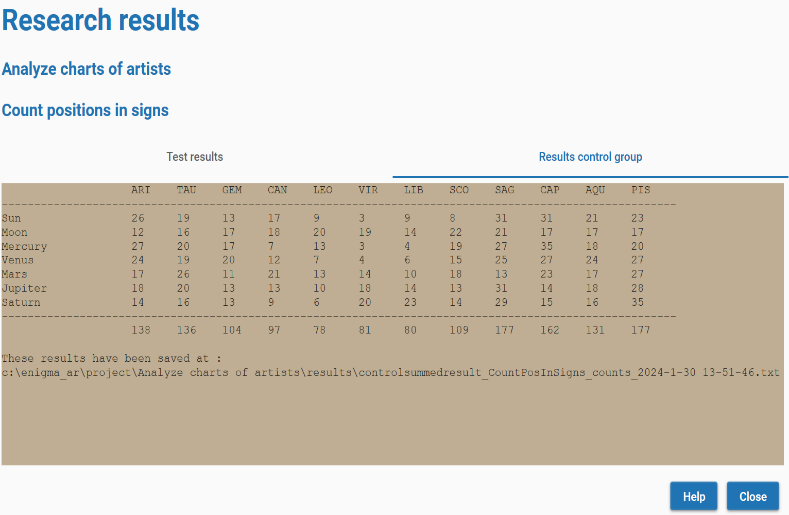 Research results
Analyze charts of artists
Count positions in signs
Test results Results control group
ARI TAU GEM CAN LEO VIR LIB SCO SAG CAP AQU PIS
--------------------------------------------------------------------------------
Sun 26 19 13 17 9 3 9 8 31 31 21 23
Moon 12 16 17 18 20 19 14 22 21 17 17 17
Mercury 27 20 17 7 13 3 4 19 27 35 18 20
Venus 24 19 20 12 7 4 6 15 25 27 24 27
Mars 17 26 11 21 13 14 10 18 13 23 17 27
Jupiter 18 20 13 13 10 18 14 13 31 14 18 28
Saturn 14 16 13 9 6 20 23 14 29 15 16 35
--------------------------------------------------------------------------------
138 136 104 97 78 81 80 109 177 162 131 177
These results have been saved at :
c:\enigma_ar\project\Analyze charts of artists\results\controlsummedresult_CountPosInSigns_counts_2024-1-30 13-51-46.txt
Help Close